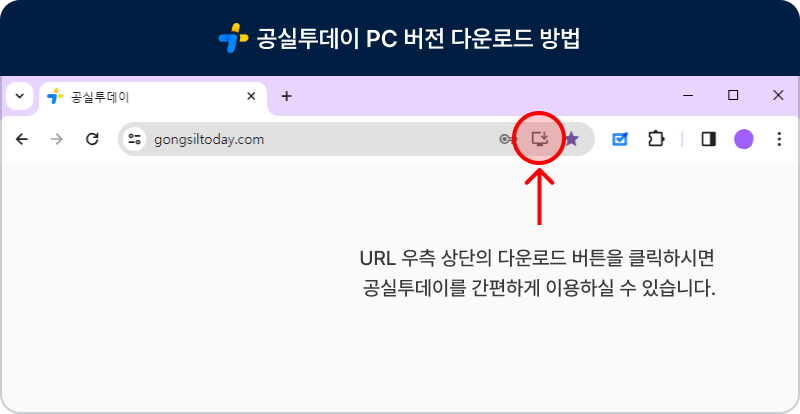 공실투데이 PC 버전 다운로드 방법
공실투데이
gongsiltoday.com
URL 우측 상단의 다운로드 버튼을 클릭하시면
공실투데이를 간편하게 이용하실 수 있습니다.